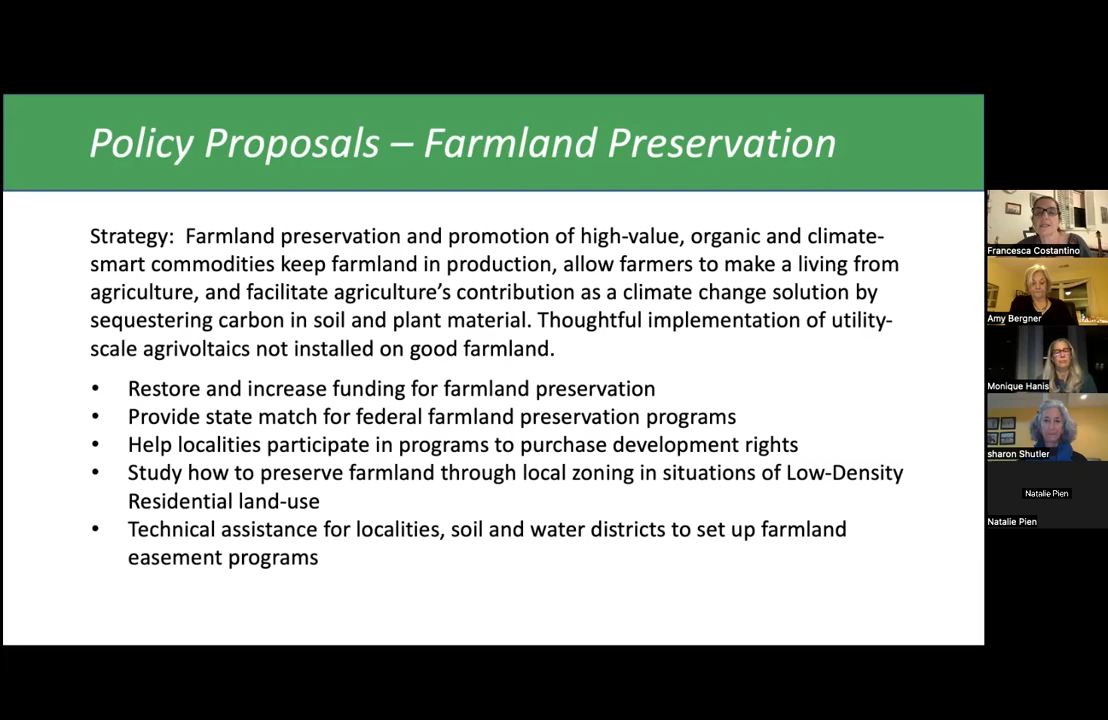 Policy Proposals – Farmland Preservation
Strategy:  Farmland preservation and promotion of high-value, organic and climate-
smart commodities keep farmland in production, allow farmers to make a living from
agriculture, and facilitate agriculture’s contribution as a climate change solution by
sequestering carbon in soil and plant material. Thoughtful implementation of utility-
scale agrivoltaics not installed on good farmland.
• Restore and increase funding for farmland preservation
• Provide state match for federal farmland preservation programs
• Help localities participate in programs to purchase development rights
• Study how to preserve farmland through local zoning in situations of Low-Density
Residential land-use
• Technical assistance for localities, soil and water districts to set up farmland
easement programs
Francesca Costantino
Amy Bergner
Monique Hanis
sharon Shutler
Natalie Pien
Natalie Pien